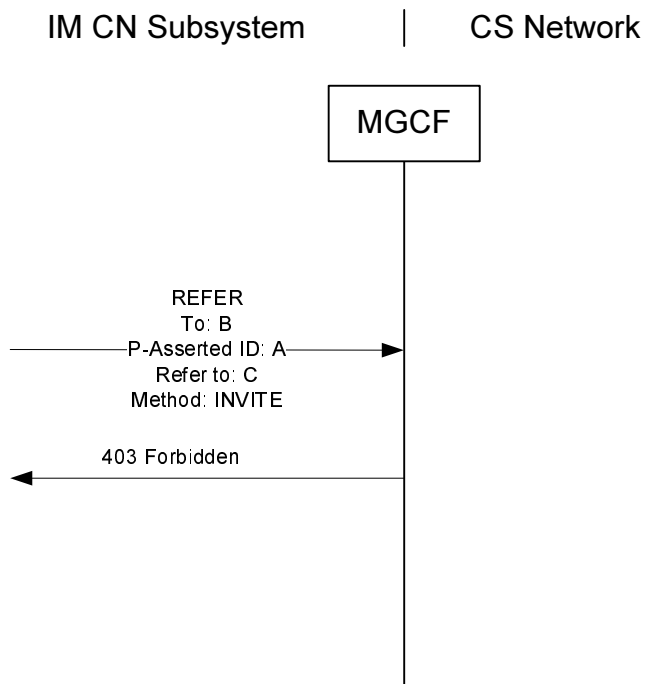 IM CN Subsystem | CS Network
MGCF
REFER
To: B
P-Asserted ID: A
Refer to: C
Method: INVITE
403 Forbidden